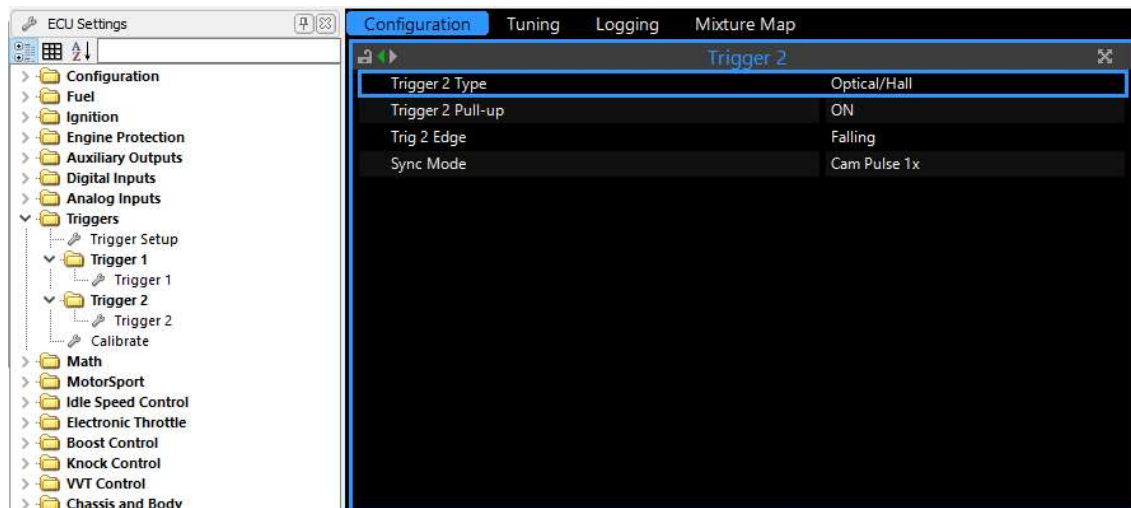 ECU Settings
Configuration
Fuel
Ignition
Engine Protection
Auxiliary Outputs
Digital Inputs
Analog Inputs
Triggers
Trigger Setup
Trigger 1
Trigger 1
Trigger 2
Trigger 2
Calibrate
Math
MotorSport
Idle Speed Control
Electronic Throttle
Boost Control
Knock Control
VVT Control
Chassis and Body
Configuration Tuning Logging Mixture Map
Trigger 2
Trigger 2 Type Optical/Hall
Trigger 2 Pull-up ON
Trig 2 Edge Falling
Sync Mode Cam Pulse 1x